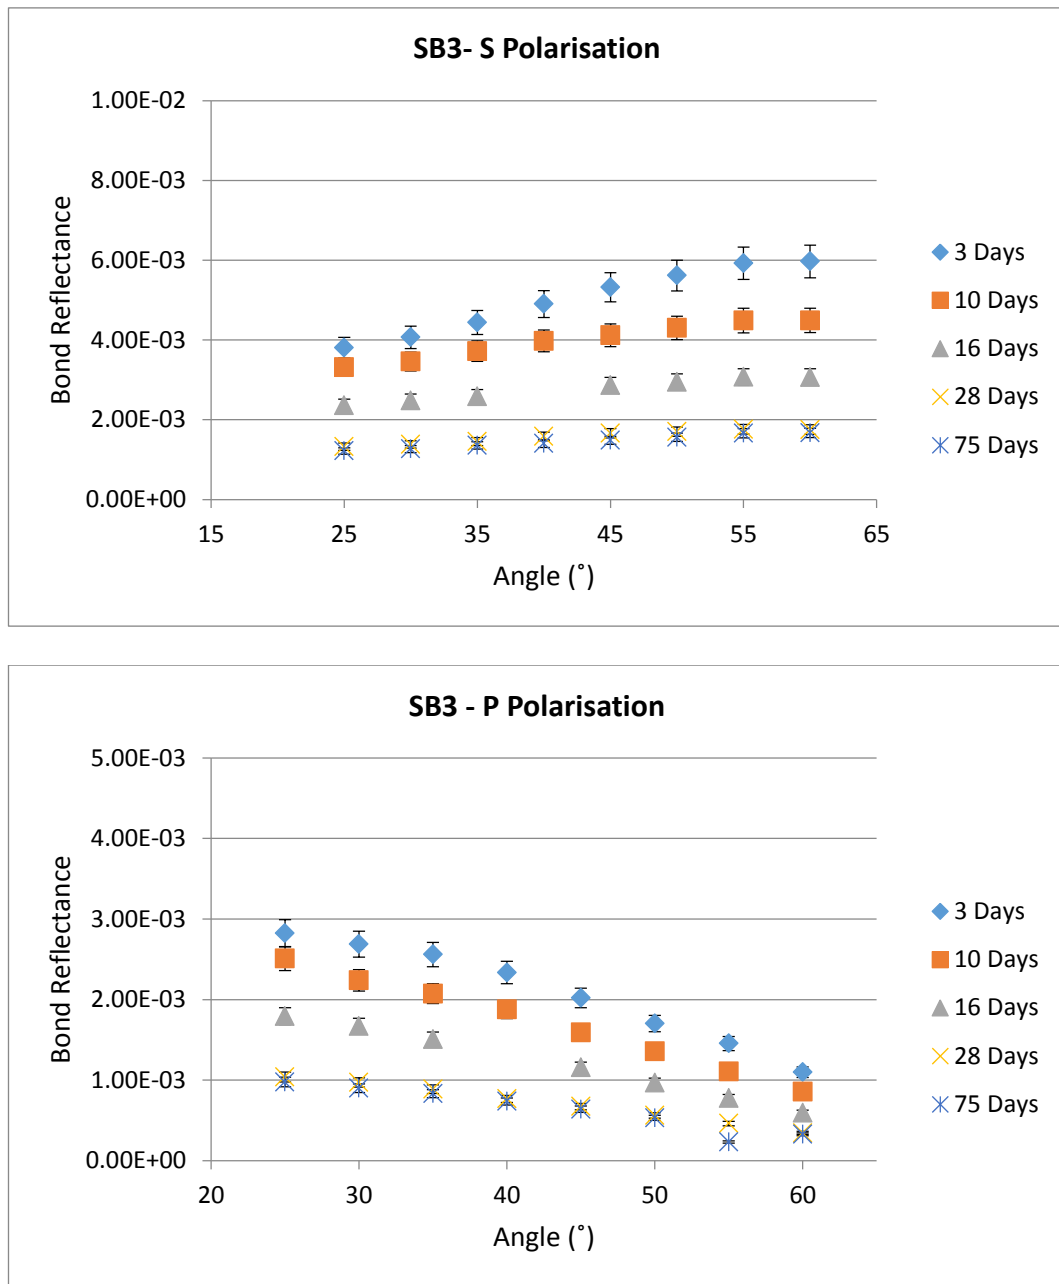 SB3- S Polarisation
1.00E-02
8.00E-03
6.00E-03
4.00E-03
2.00E-03
0.00E+00
Bond Reflectance
15 25 35 45 55 65
Angle (˚)
3 Days
10 Days
16 Days
28 Days
75 Days
SB3 - P Polarisation
5.00E-03
4.00E-03
3.00E-03
2.00E-03
1.00E-03
0.00E+00
Bond Reflectance
20 30 40 50 60
Angle (˚)
3 Days
10 Days
16 Days
28 Days
75 Days